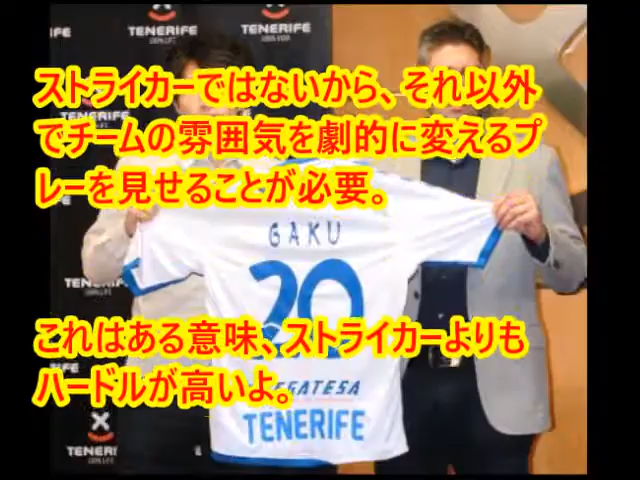 TENERIFE
TENERIFE
ストライカーではないから、それ以外
でチームの雰囲気を劇的に変えるプ
レーを見せることが必要。
GAKU
20
TENERIFE
これはある意味、ストライカーよりも
ハードルが高いよ。
TENERIFE
TENERIFE